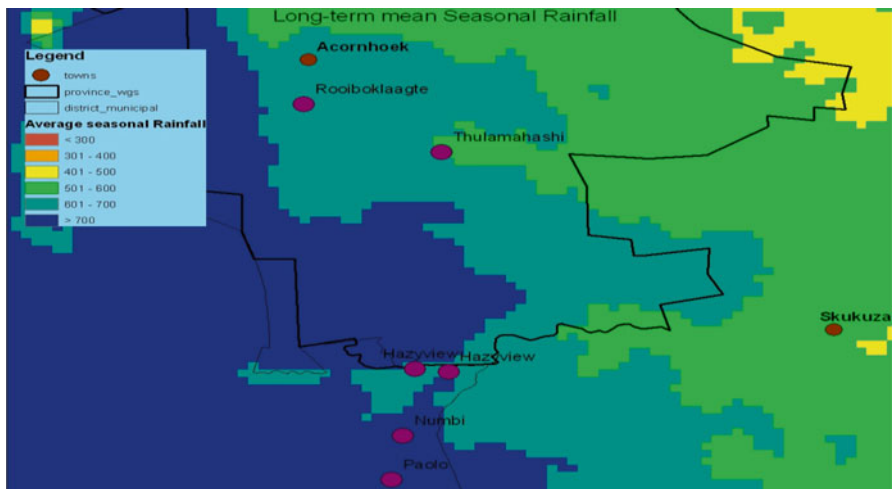 Long-term mean Seasonal Rainfall
Acornhoek
Legend
towns
province_wgs
district_municipal
Average seasonal Rainfall
< 300
301 - 400
401 - 500
501 - 600
601 - 700
> 700
Rooiboklaagte
Thulamahashi
Skukuza
Hazyview
Hazyview
Numbi
Paolo